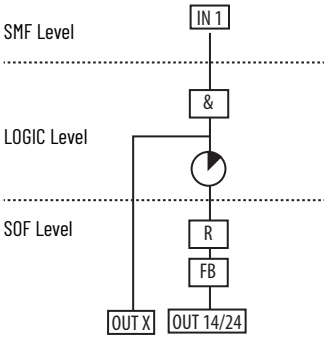 IN 1
SMF Level
&
LOGIC Level
SOF Level
R
FB
OUT X
OUT 14/24